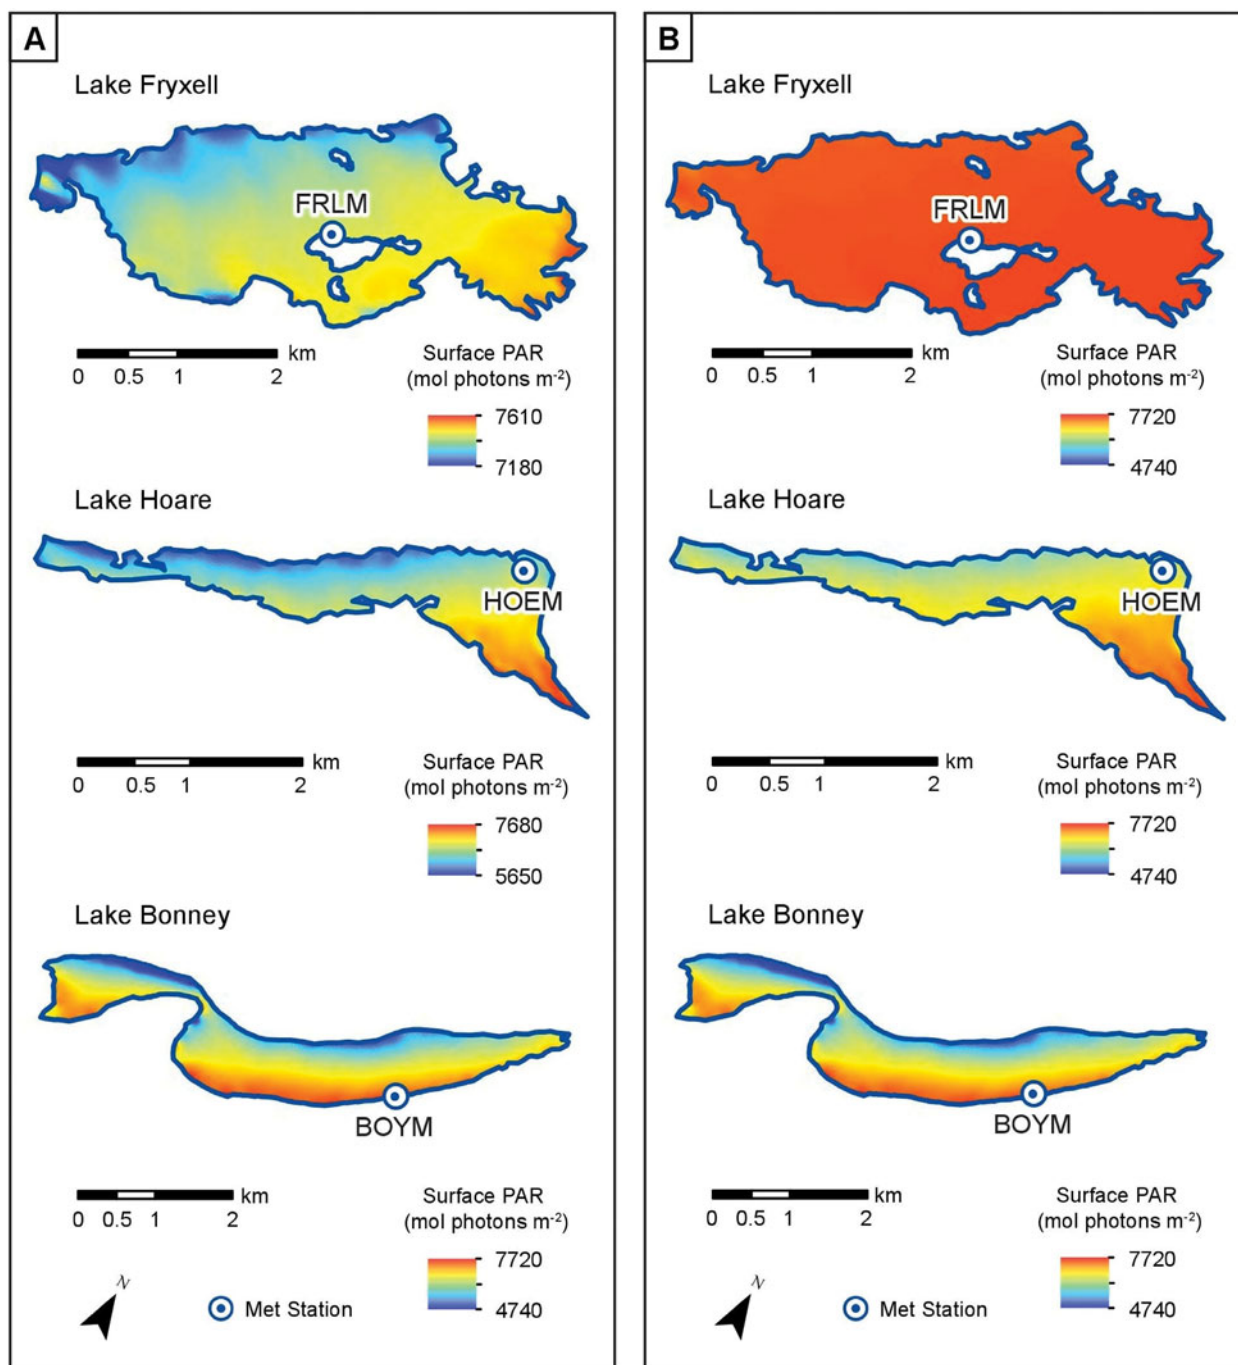 A
Lake Fryxell
FRLM
km
0 0.5 1 2
Surface PAR
(mol photons m⁻²)
7610
7180
Lake Hoare
HOEM
km
0 0.5 1 2
Surface PAR
(mol photons m⁻²)
7680
5650
Lake Bonney
BOYM
km
0 0.5 1 2
Surface PAR
(mol photons m⁻²)
7720
4740
N
Met Station
B
Lake Fryxell
FRLM
km
0 0.5 1 2
Surface PAR
(mol photons m⁻²)
7720
4740
Lake Hoare
HOEM
km
0 0.5 1 2
Surface PAR
(mol photons m⁻²)
7720
4740
Lake Bonney
BOYM
km
0 0.5 1 2
Surface PAR
(mol photons m⁻²)
7720
4740
N
Met Station